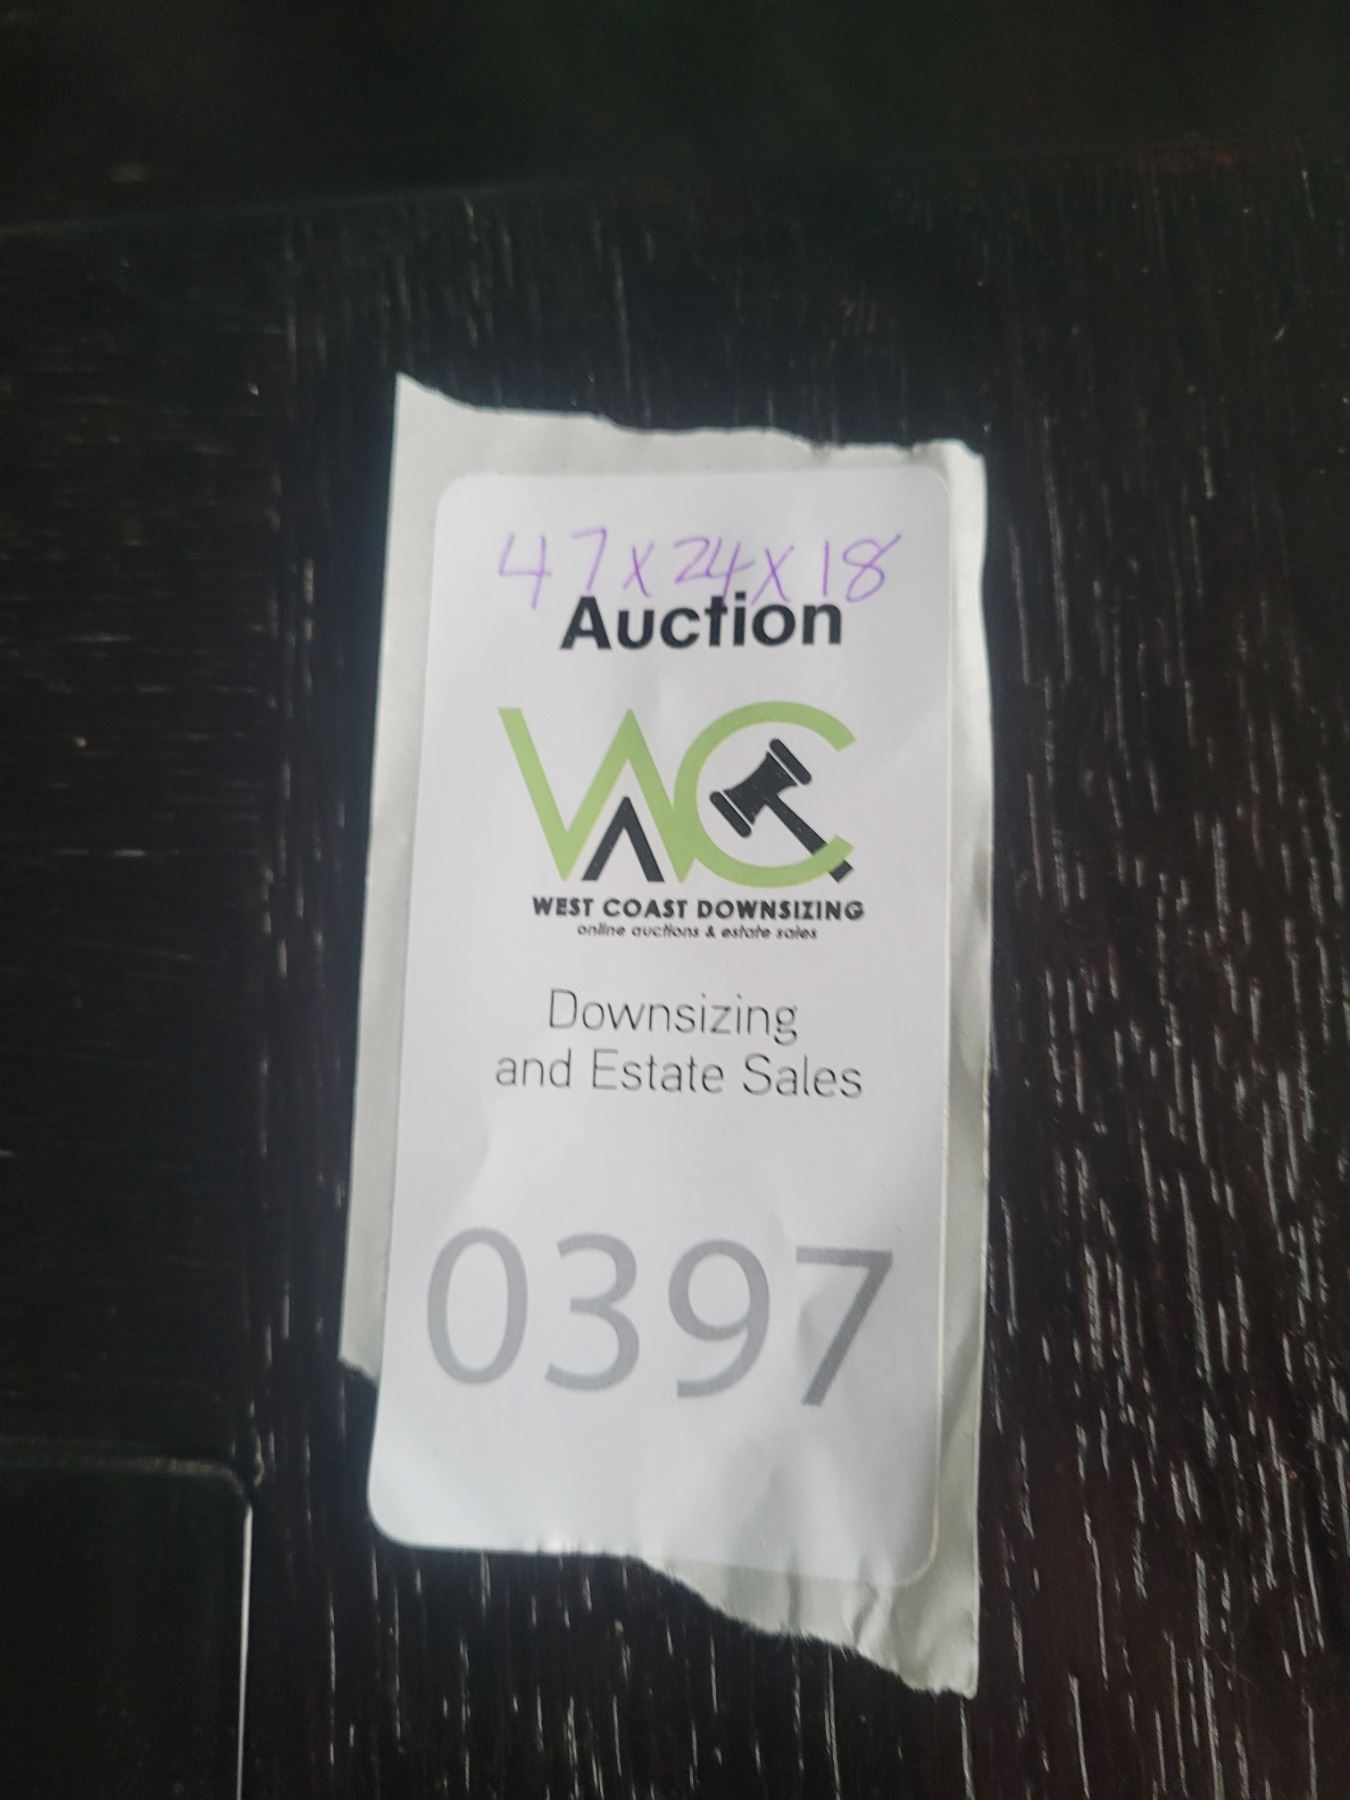 47x24x18
Auction
WC
WEST COAST DOWNSIZING
online auctions & estate sales
Downsizing
and Estate Sales
0397